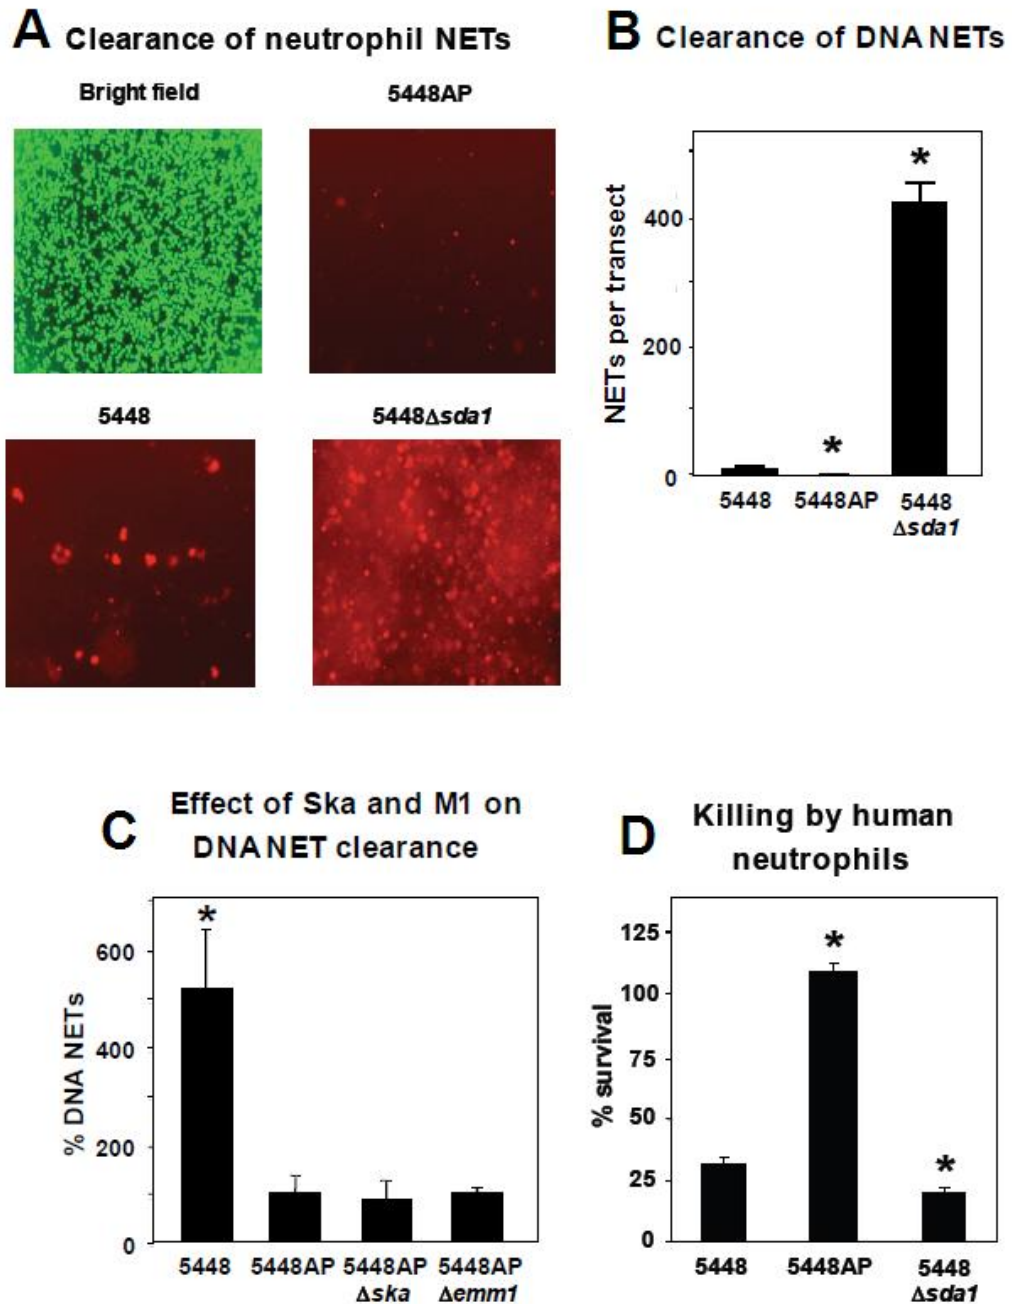 A Clearance of neutrophil NETs
Bright field
5448AP
5448
5448Δsda1
B Clearance of DNA NETs
NETs per transect
400
200
0
5448
5448AP
5448
Δsda1
*
*
C Effect of Ska and M1 on
DNA NET clearance
% DNA NETs
600
400
200
0
*
5448
5448AP
5448AP
Δska
5448AP
Δemm1
D Killing by human
neutrophils
% survival
125
100
75
50
25
0
*
*
5448
5448AP
5448
Δsda1